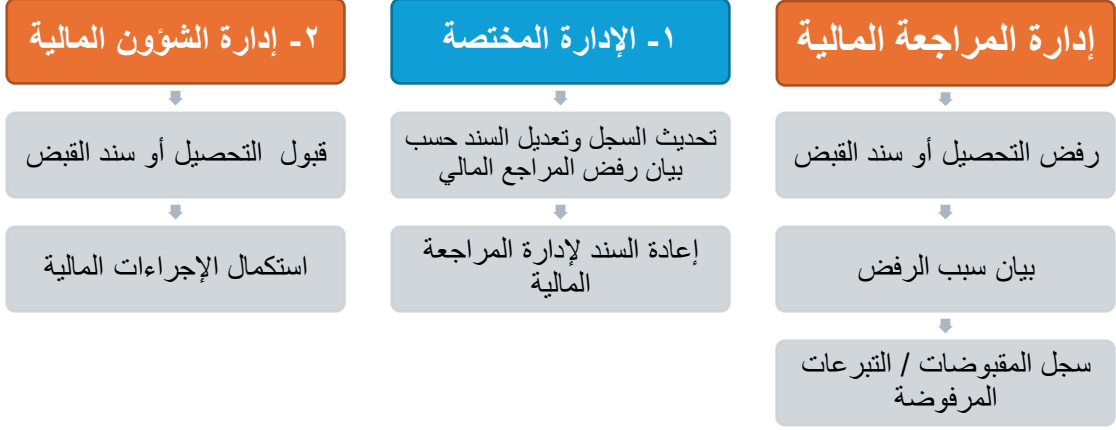 إدارة المراجعة المالية
رفض التحصيل أو سند القبض
بيان سبب الرفض
سجل المقبوضات / التبرعات
المرفوضة
١- الإدارة المختصة
تحديث السجل وتعديل السند حسب
بيان رفض المراجع المالي
إعادة السند لإدارة المراجعة
المالية
٢- إدارة الشؤون المالية
قبول التحصيل أو سند القبض
استكمال الإجراءات المالية